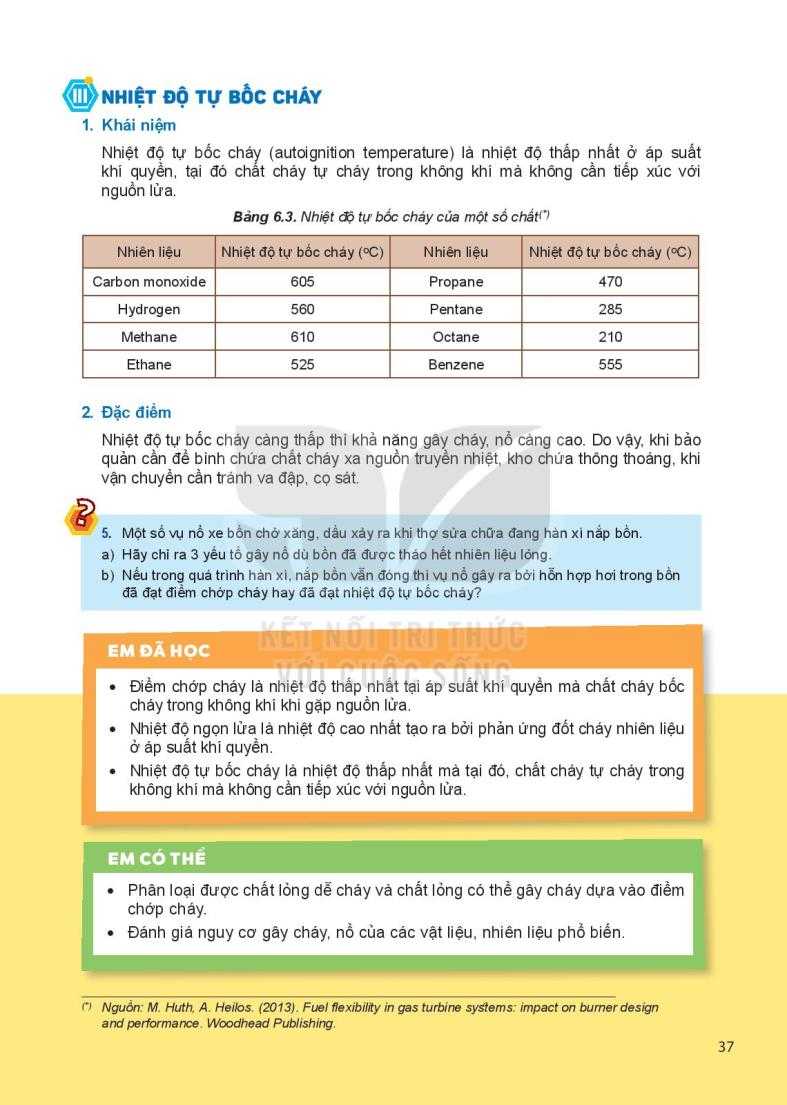 III NHIỆT ĐỘ TỰ BỐC CHÁY
1. Khái niệm
Nhiệt độ tự bốc cháy (autoignition temperature) là nhiệt độ thấp nhất ở áp suất
khí quyển, tại đó chất cháy tự cháy trong không khí mà không cần tiếp xúc với
nguồn lửa.
Bảng 6.3. Nhiệt độ tự bốc cháy của một số chất(*)
Nhiên liệu Nhiệt độ tự bốc cháy (°C) Nhiên liệu Nhiệt độ tự bốc cháy (°C)
Carbon monoxide 605 Propane 470
Hydrogen 560 Pentane 285
Methane 610 Octane 210
Ethane 525 Benzene 555
2. Đặc điểm
Nhiệt độ tự bốc cháy càng thấp thì khả năng gây cháy, nổ càng cao. Do vậy, khi bảo
quản cần để bình chứa chất cháy xa nguồn truyền nhiệt, kho chứa thông thoáng, khi
vận chuyển cần tránh va đập, cọ sát.
?
5. Một số vụ nổ xe bồn chở xăng, dầu xảy ra khi thợ sửa chữa đang hàn xì nắp bồn.
a) Hãy chỉ ra 3 yếu tố gây nổ dù bồn đã được tháo hết nhiên liệu lỏng.
b) Nếu trong quá trình hàn xì, nắp bồn vẫn đóng thì vụ nổ gây ra bởi hỗn hợp hơi trong bồn
đã đạt điểm chớp cháy hay đã đạt nhiệt độ tự bốc cháy?
KẾT NỐI TRI THỨC
VỚI CUỘC SỐNG
EM ĐÃ HỌC
• Điểm chớp cháy là nhiệt độ thấp nhất tại áp suất khí quyển mà chất cháy bốc
cháy trong không khí khi gặp nguồn lửa.
• Nhiệt độ ngọn lửa là nhiệt độ cao nhất tạo ra bởi phản ứng đốt cháy nhiên liệu
ở áp suất khí quyển.
• Nhiệt độ tự bốc cháy là nhiệt độ thấp nhất mà tại đó, chất cháy tự cháy trong
không khí mà không cần tiếp xúc với nguồn lửa.
EM CÓ THỂ
• Phân loại được chất lỏng dễ cháy và chất lỏng có thể gây cháy dựa vào điểm
chớp cháy.
• Đánh giá nguy cơ gây cháy, nổ của các vật liệu, nhiên liệu phổ biến.
(*) Nguồn: M. Huth, A. Heilos. (2013). Fuel flexibility in gas turbine systems: impact on burner design
and performance. Woodhead Publishing.
37